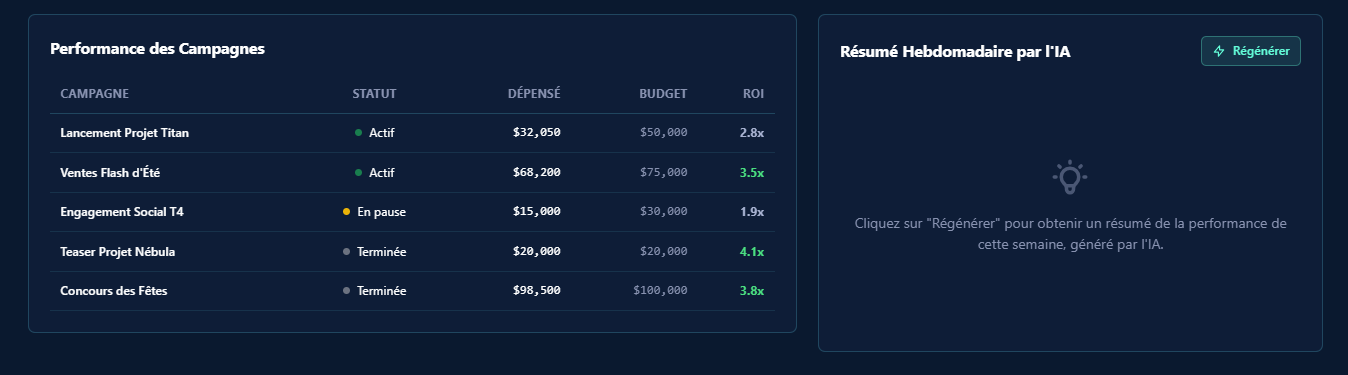 Performance des Campagnes
CAMPAGNE STATUT DÉPENSÉ BUDGET ROI
Lancement Projet Titan Actif $32,050 $50,000 2.8x
Ventes Flash d'Été Actif $68,200 $75,000 3.5x
Engagement Social T4 En pause $15,000 $30,000 1.9x
Teaser Projet Nébula Terminée $20,000 $20,000 4.1x
Concours des Fêtes Terminée $98,500 $100,000 3.8x
Résumé Hebdomadaire par l'IA
Régénérer
Cliquez sur "Régénérer" pour obtenir un résumé de la performance de
cette semaine, généré par l'IA.